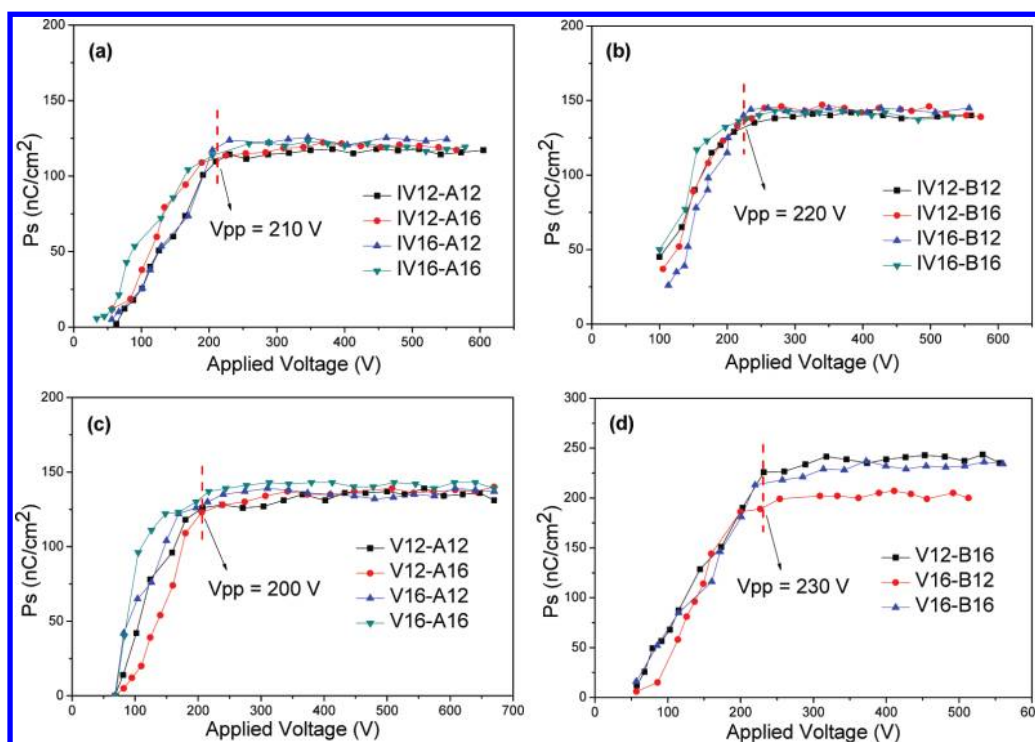 (a)
Ps (nC/cm²)
200
150
100
50
0
0 100 200 300 400 500 600
Applied Voltage (V)
Vpp = 210 V
IV12-A12
IV12-A16
IV16-A12
IV16-A16
(b)
Ps (nC/cm²)
200
150
100
50
0
0 100 200 300 400 500 600
Applied Voltage (V)
Vpp = 220 V
IV12-B12
IV12-B16
IV16-B12
IV16-B16
(c)
Ps (nC/cm²)
200
150
100
50
0
0 100 200 300 400 500 600 700
Applied Voltage (V)
Vpp = 200 V
V12-A12
V12-A16
V16-A12
V16-A16
(d)
Ps (nC/cm²)
300
250
200
150
100
50
0
0 100 200 300 400 500
Applied Voltage (V)
Vpp = 230 V
V12-B16
V16-B12
V16-B16